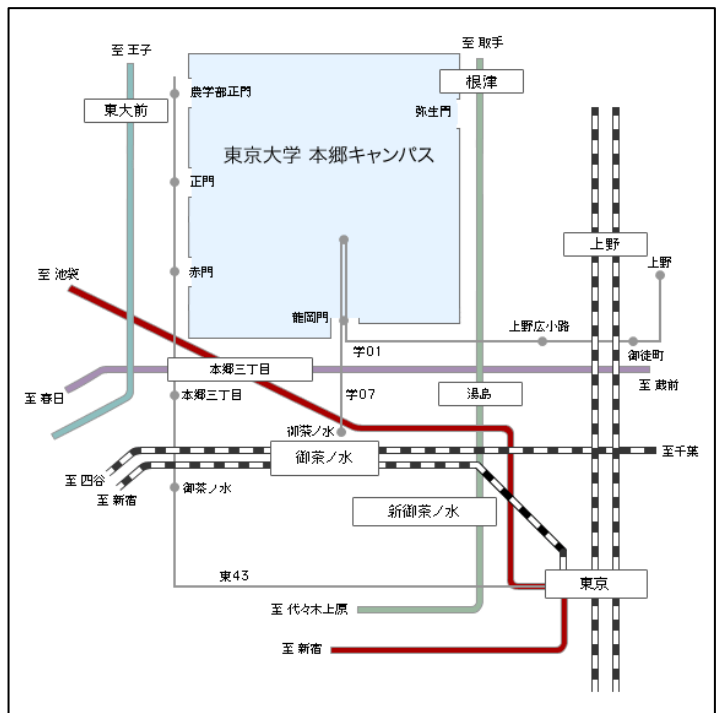 至 王子
至 取手
東大前
農学部正門
根津
弥生門
東京大学 本郷キャンパス
正門
上野
上野
至 池袋
赤門
龍岡門
上野広小路
学01
御徒町
本郷三丁目
至 春日
本郷三丁目
学07
湯島
至 蔵前
御茶ノ水
御茶ノ水
至千葉
至 四谷
至 新宿
御茶ノ水
新御茶ノ水
東43
東京
至 代々木上原
至 新宿